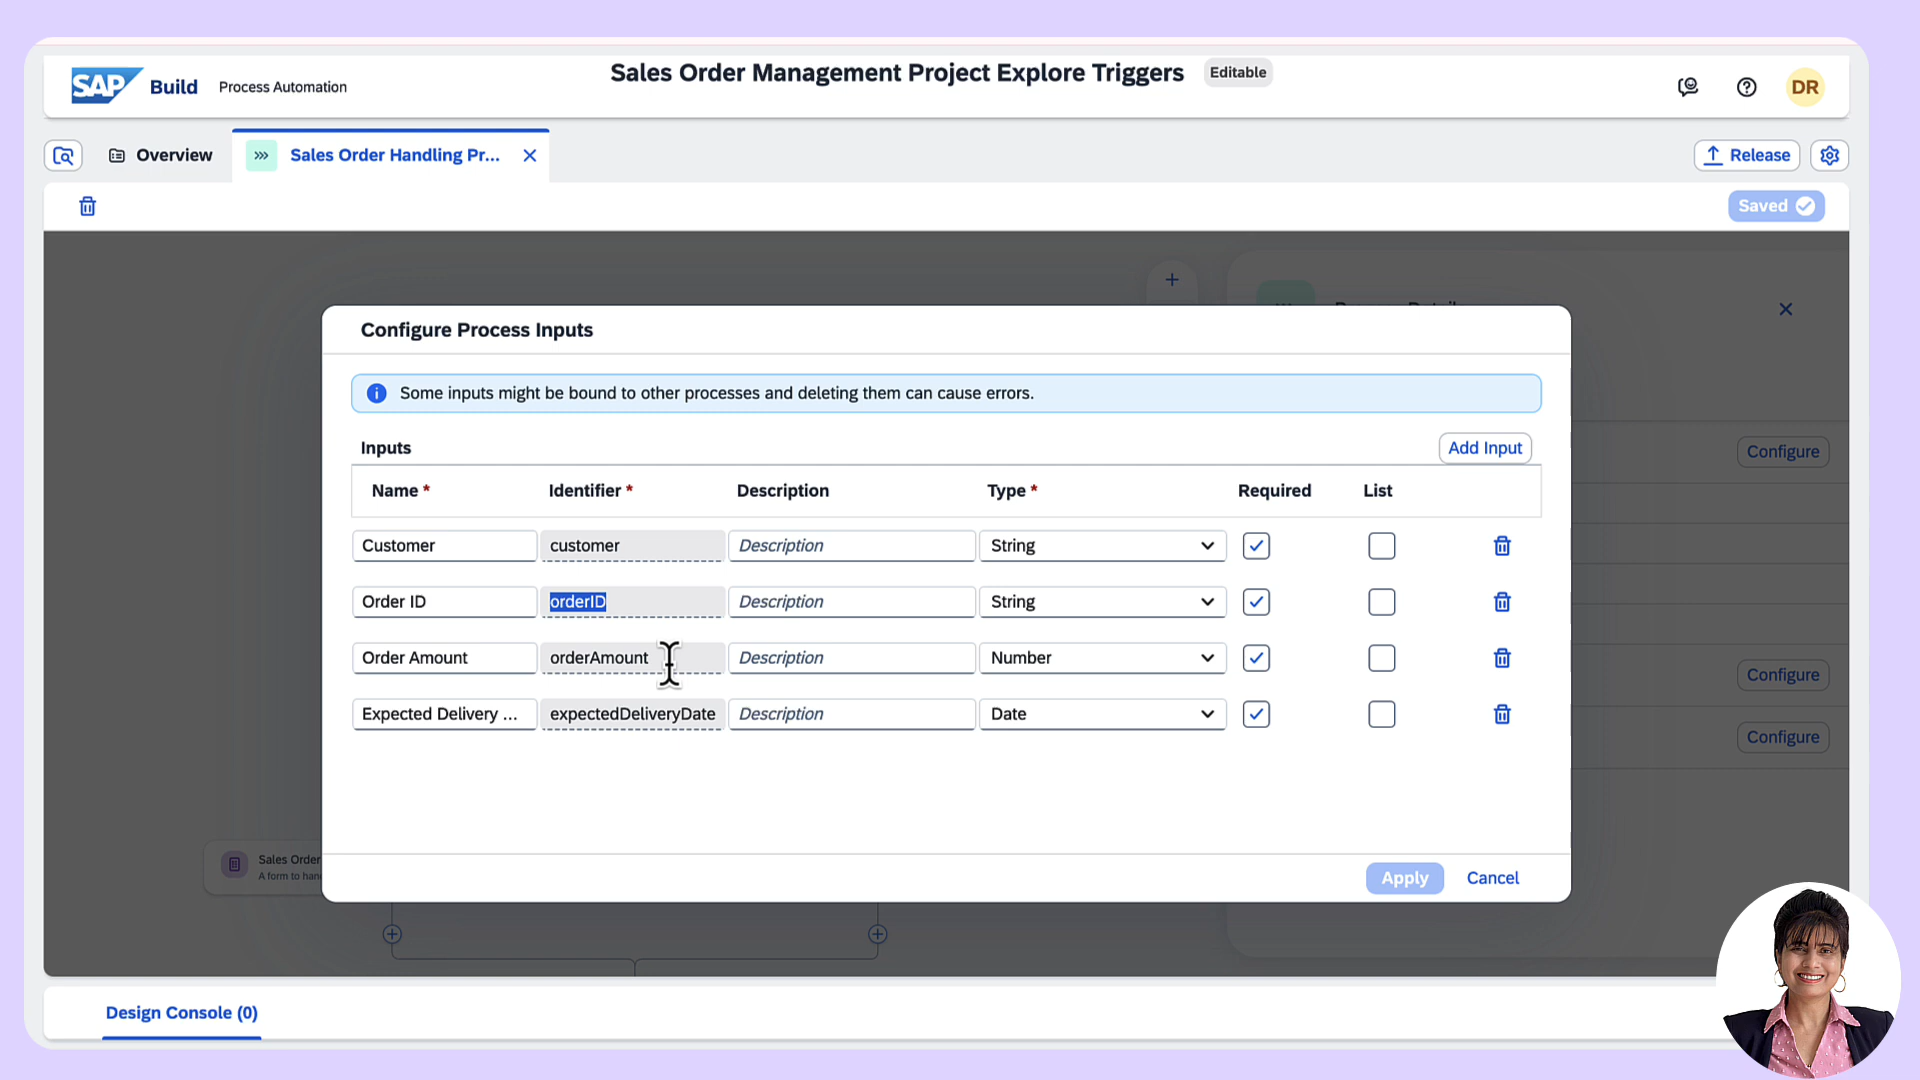 Sales Order Management Project Explore Triggers Editable
SAP Build Process Automation
DR
Overview
Sales Order Handling Pr...
Release
Saved
Configure Process Inputs
Some inputs might be bound to other processes and deleting them can cause errors.
Inputs
Add Input
Configure
Name * Identifier * Description Type * Required List
Customer customer Description String
Order ID orderID Description String
Order Amount orderAmount Description Number
Configure
Expected Delivery ... expectedDeliveryDate Description Date
Configure
Sales Order
A form to han
Apply Cancel
Design Console (0)